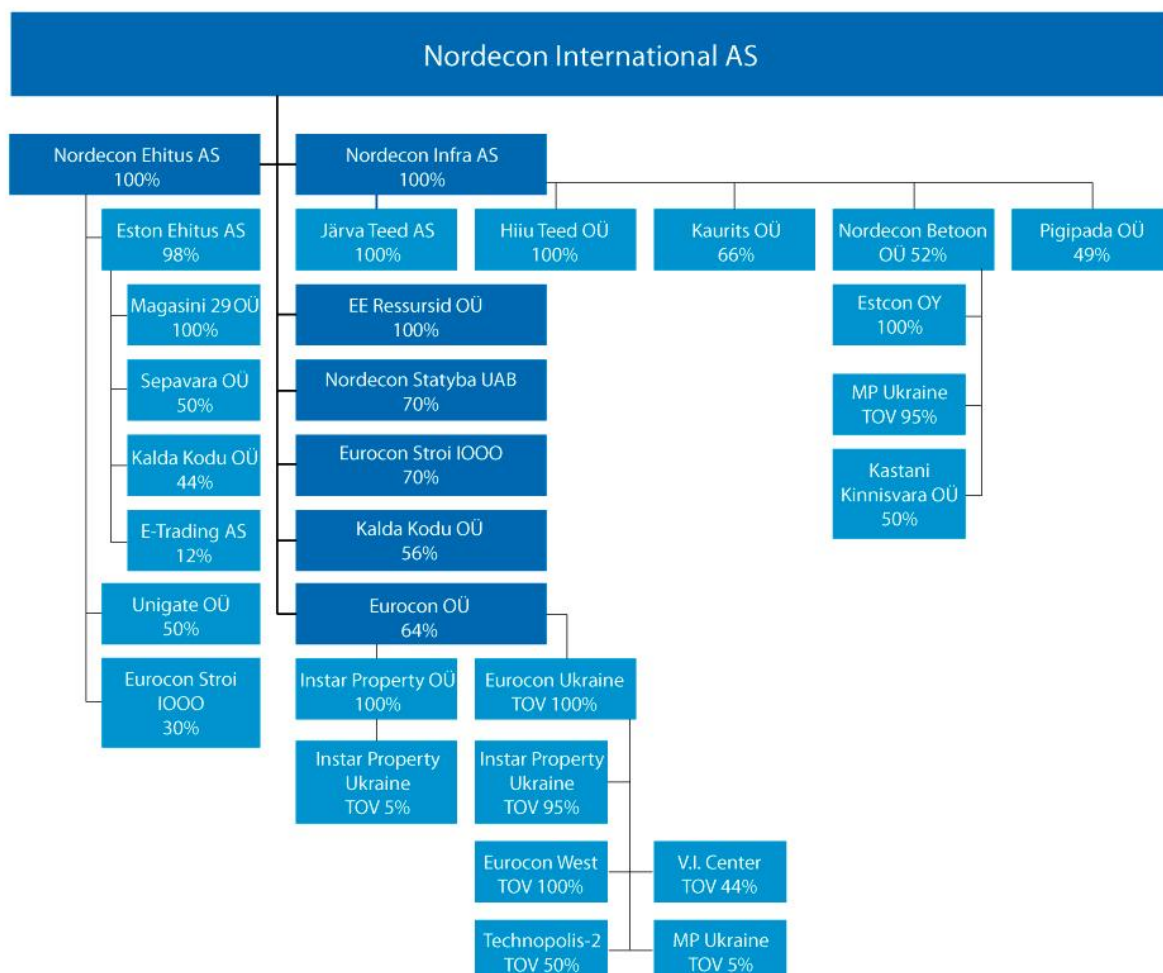 Nordecon International AS
Nordecon Ehitus AS
100%
Nordecon Infra AS
100%
Eston Ehitus AS
98%
Järva Teed AS
100%
Hiiu Teed OÜ
100%
Kaurits OÜ
66%
Nordecon Betoon
OÜ 52%
Pigipada OÜ
49%
Magasini 29 OÜ
100%
EE Ressursid OÜ
100%
Estcon OY
100%
Sepavara OÜ
50%
Nordecon Statyba UAB
70%
MP Ukraine
TOV 95%
Kalda Kodu OÜ
44%
Eurocon Stroi IOOO
70%
Kastani
Kinnisvara OÜ
50%
E-Trading AS
12%
Kalda Kodu OÜ
56%
Unigate OÜ
50%
Eurocon OÜ
64%
Eurocon Stroi
IOOO
30%
Instar Property OÜ
100%
Eurocon Ukraine
TOV 100%
Instar Property
Ukraine
TOV 5%
Instar Property
Ukraine
TOV 95%
Eurocon West
TOV 100%
V.I. Center
TOV 44%
Technopolis-2
TOV 50%
MP Ukraine
TOV 5%